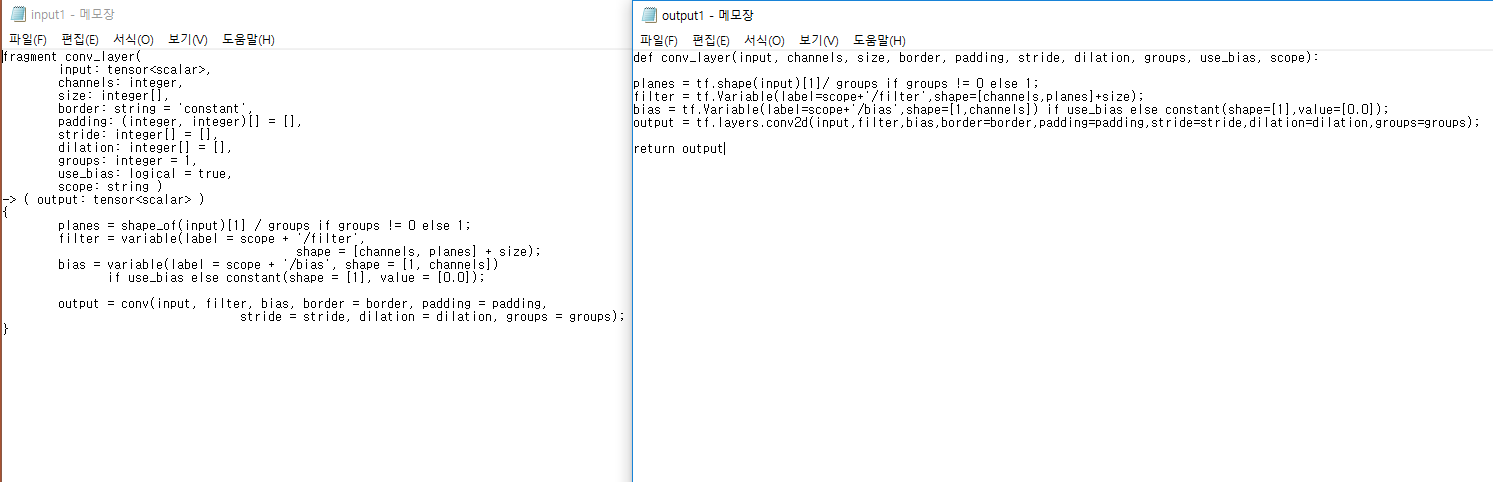 input1 - 메모장
파일(F) 편집(E) 서식(O) 보기(V) 도움말(H)
fragment conv_layer(
input: tensor<scalar>,
channels: integer,
size: integer[],
border: string = 'constant',
padding: (integer, integer)[] = [],
stride: integer[] = [],
dilation: integer[] = [],
groups: integer = 1,
use_bias: logical = true,
scope: string )
-> ( output: tensor<scalar> )
{
planes = shape_of(input)[1] / groups if groups != 0 else 1;
filter = variable(label = scope + '/filter',
shape = [channels, planes] + size);
bias = variable(label = scope + '/bias', shape = [1, channels])
if use_bias else constant(shape = [1], value = [0.0]);
output = conv(input, filter, bias, border = border, padding = padding,
stride = stride, dilation = dilation, groups = groups);
}
output1 - 메모장
파일(F) 편집(E) 서식(O) 보기(V) 도움말(H)
def conv_layer(input, channels, size, border, padding, stride, dilation, groups, use_bias, scope):
planes = tf.shape(input)[1]/ groups if groups != 0 else 1;
filter = tf.Variable(label=scope+'/filter',shape=[channels,planes]+size);
bias = tf.Variable(label=scope+'/bias',shape=[1,channels]) if use_bias else constant(shape=[1],value=[0.0]);
output = tf.layers.conv2d(input,filter,bias,border=border,padding=padding,stride=stride,dilation=dilation,groups=groups);
return output